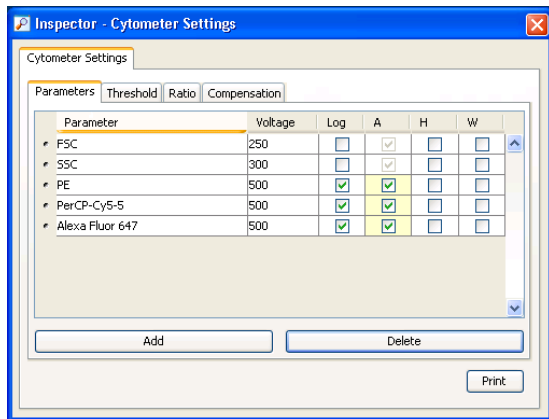 Inspector - Cytometer Settings
Cytometer Settings
Parameters Threshold Ratio Compensation
Parameter Voltage Log A H W
FSC 250
SSC 300
PE 500
PerCP-Cy5-5 500
Alexa Fluor 647 500
Add Delete
Print